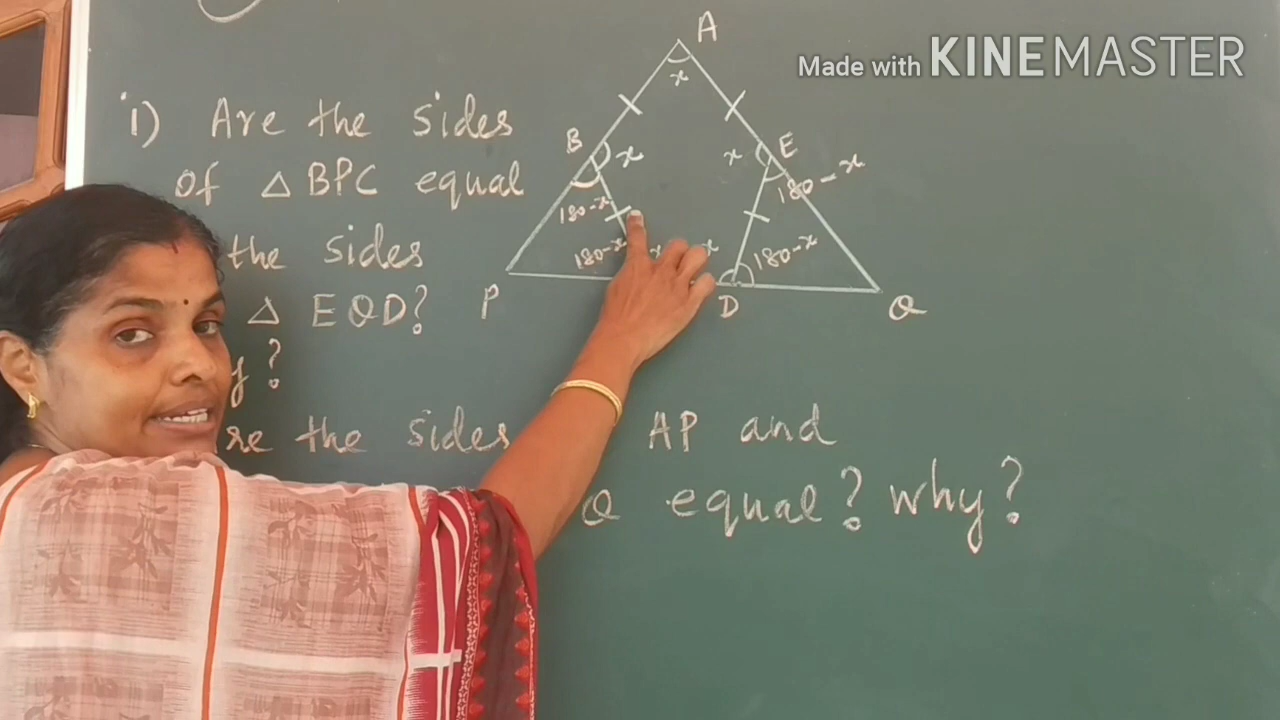 Made with KINEMASTER
i) Are the sides
of △ BPC equal
the sides
△ EQD?
?
the sides AP and
Q equal? why?
A
x
B
x
x
E
180-x
180-x
180-x
x
180-x
P
D
Q